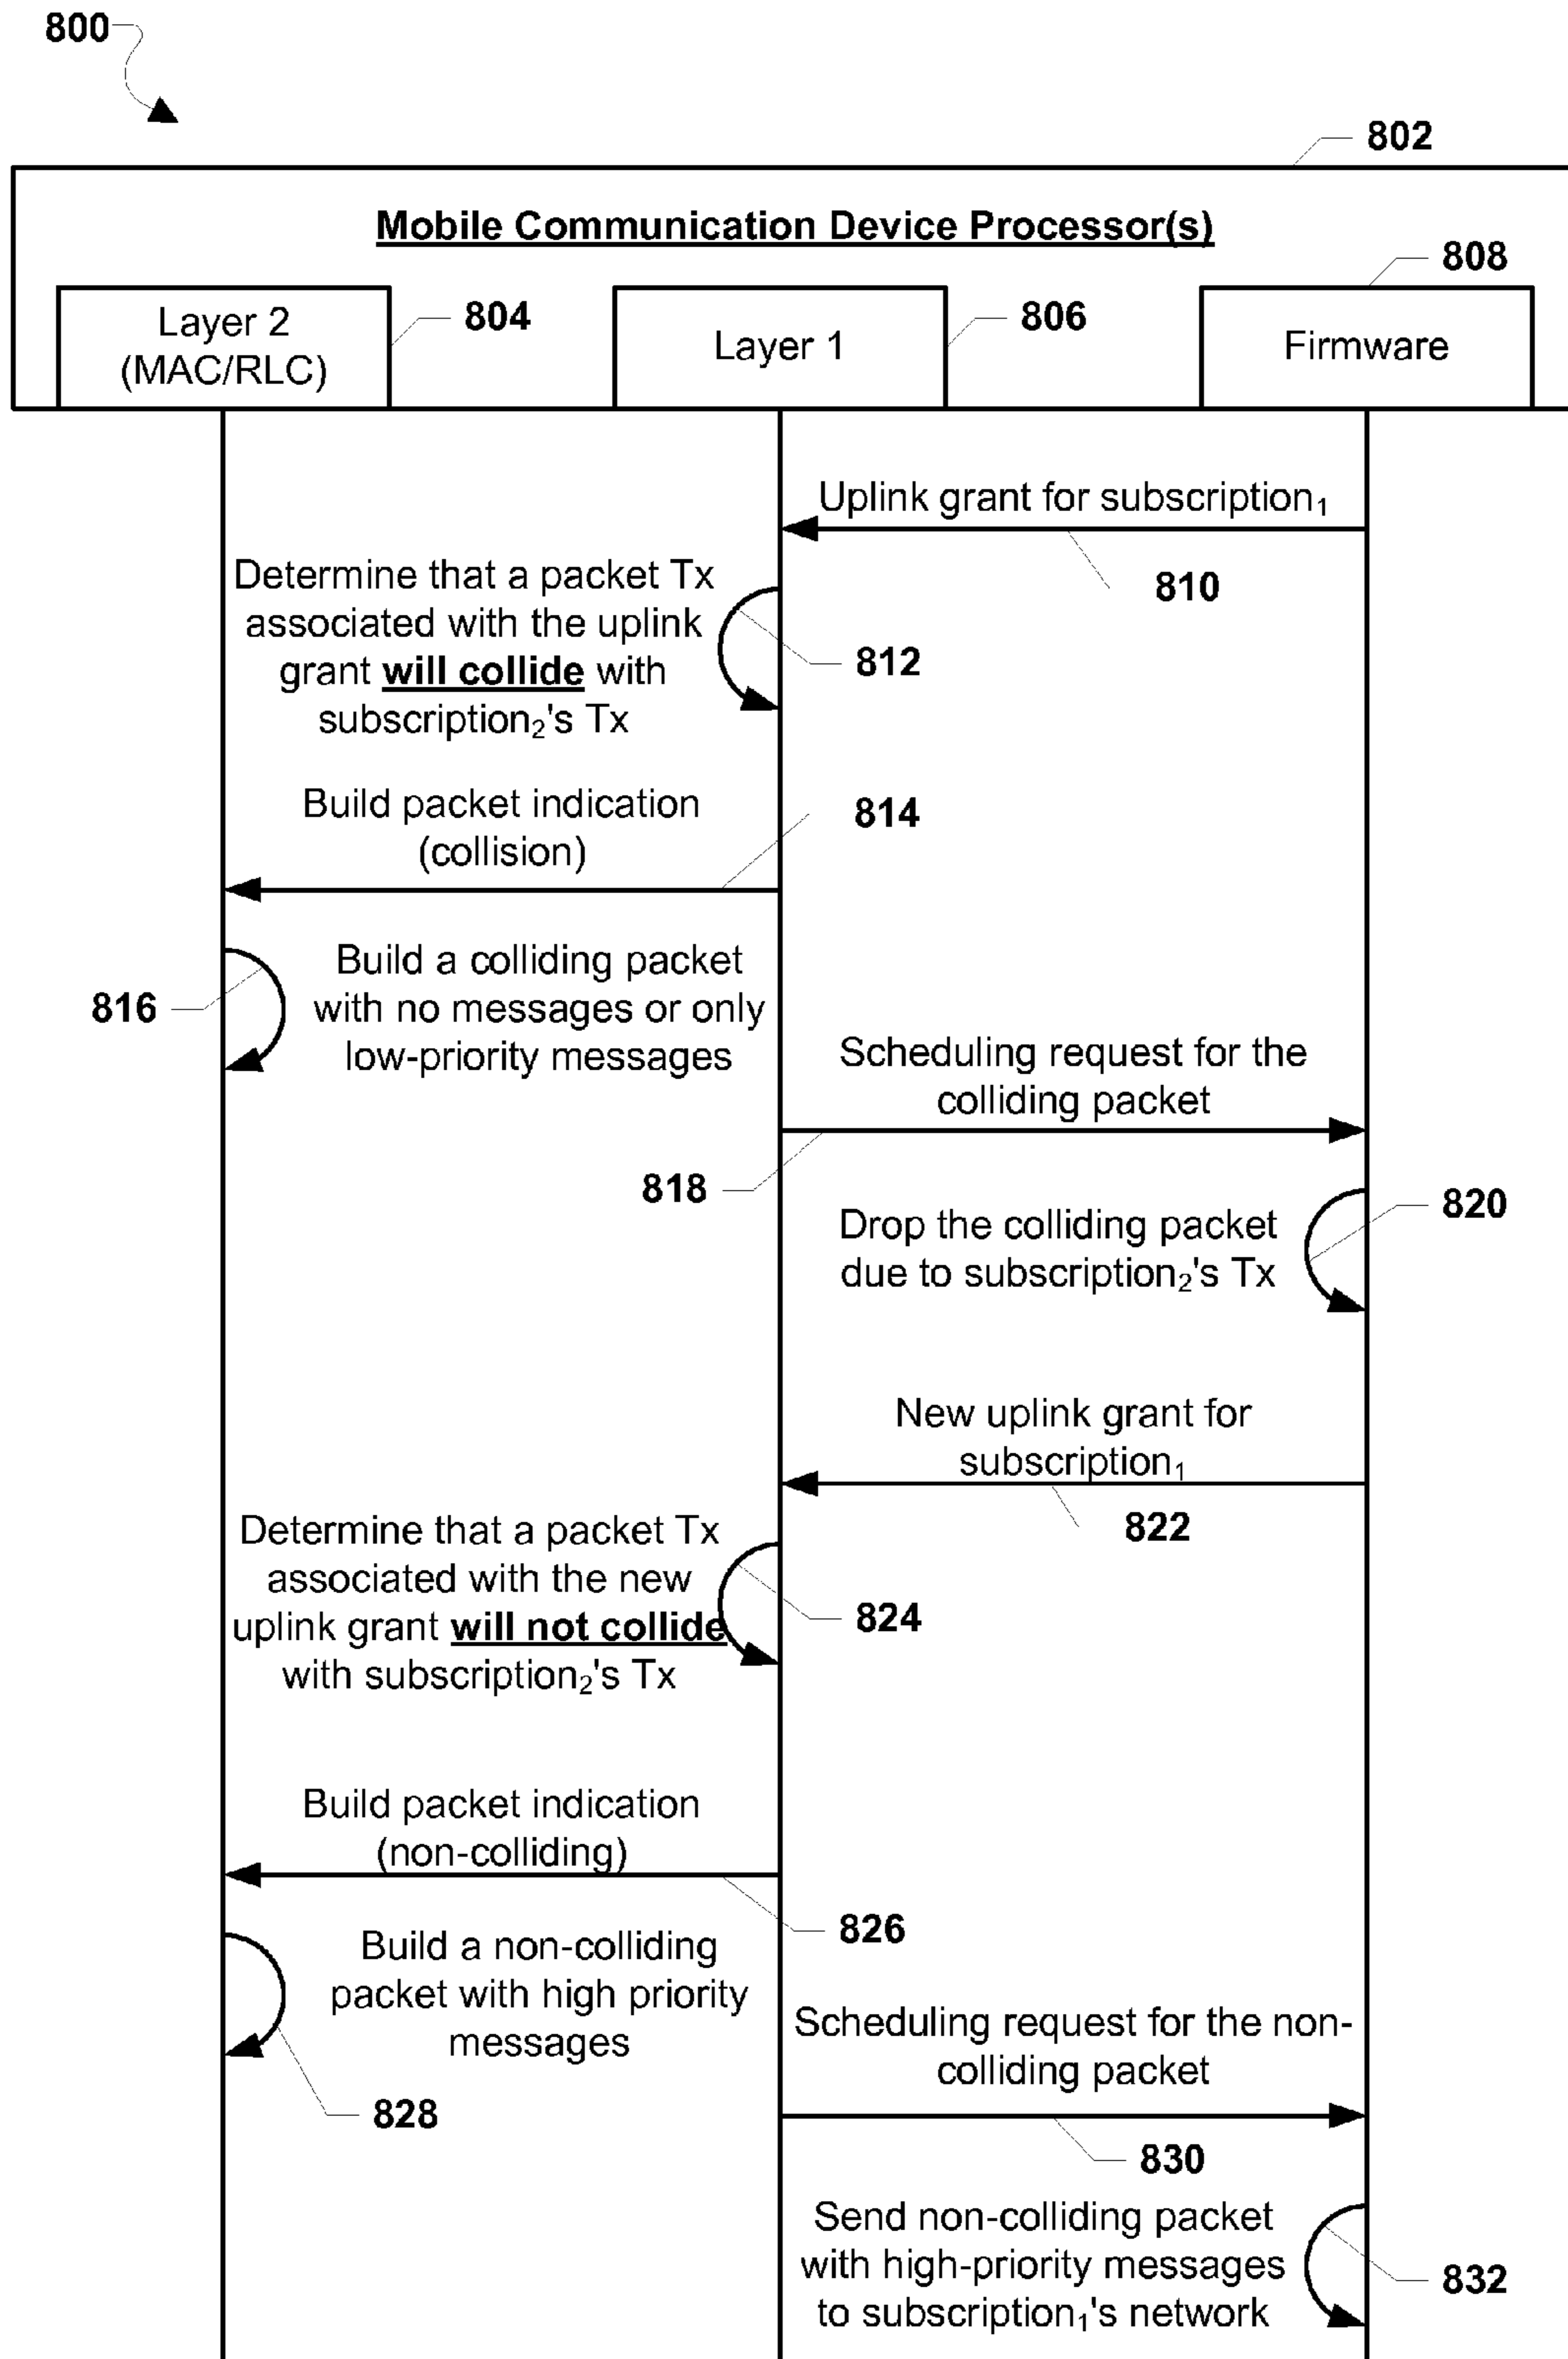 800
802
Mobile Communication Device Processor(s)
808
Layer 2
(MAC/RLC)
804
Layer 1
806
Firmware
Uplink grant for subscription₁
810
Determine that a packet Tx
associated with the uplink
grant will collide with
subscription₂'s Tx
812
Build packet indication
(collision)
814
816
Build a colliding packet
with no messages or only
low-priority messages
Scheduling request for the
colliding packet
818
820
Drop the colliding packet
due to subscription₂'s Tx
New uplink grant for
subscription₁
822
Determine that a packet Tx
associated with the new
uplink grant will not collide
with subscription₂'s Tx
824
Build packet indication
(non-colliding)
826
Build a non-colliding
packet with high priority
messages
828
Scheduling request for the non-
colliding packet
830
Send non-colliding packet
with high-priority messages
to subscription₁'s network
832